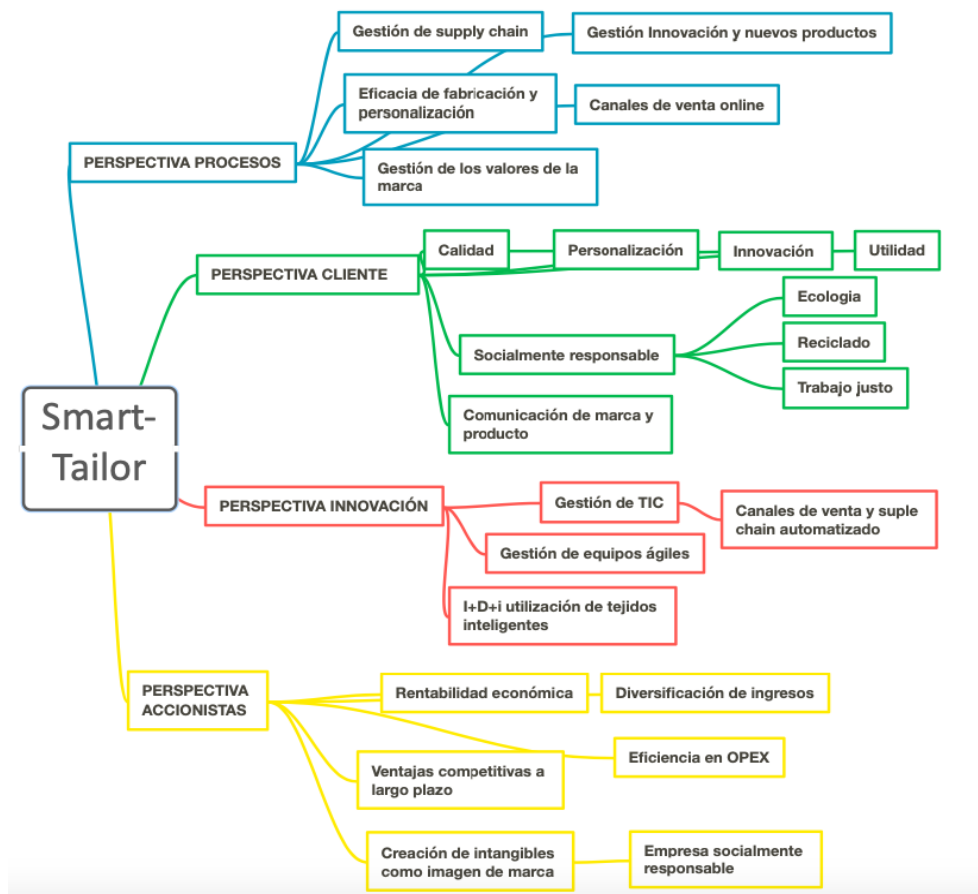 Gestión de supply chain
Gestión Innovación y nuevos productos
Eficacia de fabricación y
personalización
Canales de venta online
PERSPECTIVA PROCESOS
Gestión de los valores de la
marca
Calidad
Personalización
Innovación
Utilidad
PERSPECTIVA CLIENTE
Ecologia
Reciclado
Socialmente responsable
Trabajo justo
Comunicación de marca y
producto
Smart-
Tailor
PERSPECTIVA INNOVACIÓN
Gestión de TIC
Canales de venta y suple
chain automatizado
Gestión de equipos ágiles
I+D+i utilización de tejidos
inteligentes
PERSPECTIVA
ACCIONISTAS
Rentabilidad económica
Diversificación de ingresos
Eficiencia en OPEX
Ventajas competitivas a
largo plazo
Creación de intangibles
como imagen de marca
Empresa socialmente
responsable